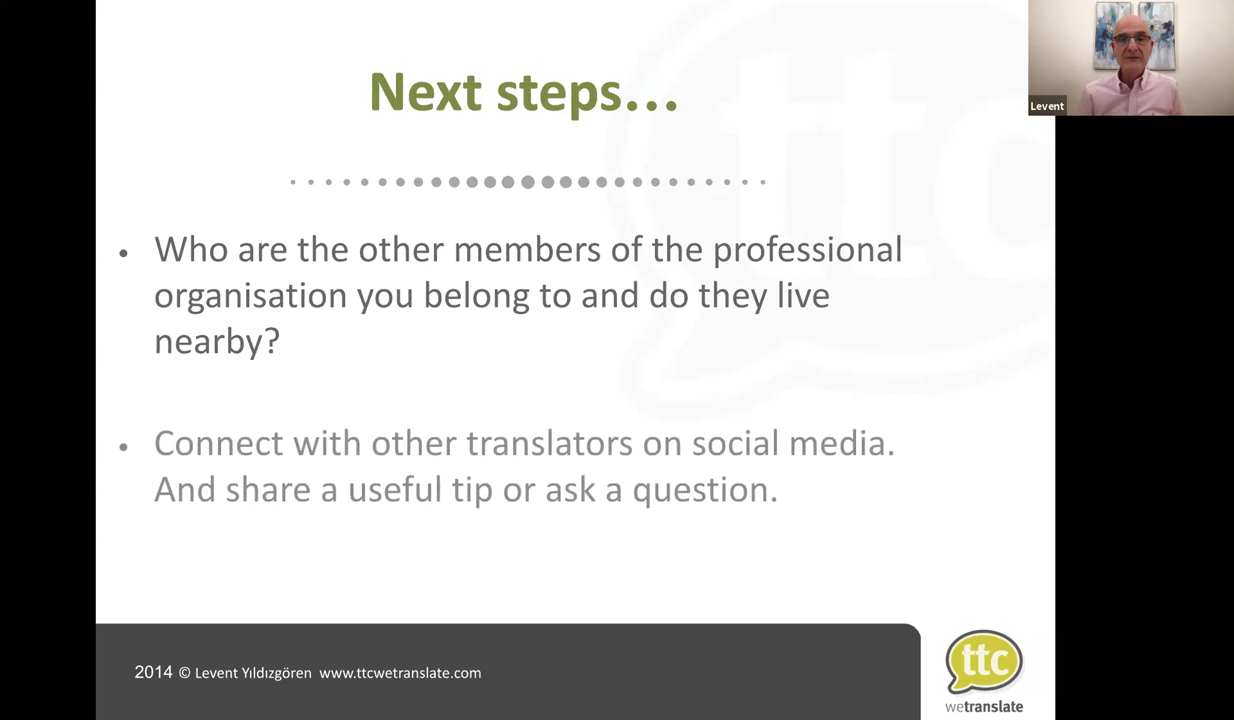 Next steps…
Levent
• Who are the other members of the professional
organisation you belong to and do they live
nearby?
• Connect with other translators on social media.
And share a useful tip or ask a question.
2014 © Levent Yıldızgören www.ttcwetranslate.com
ttc
wetranslate
ttc